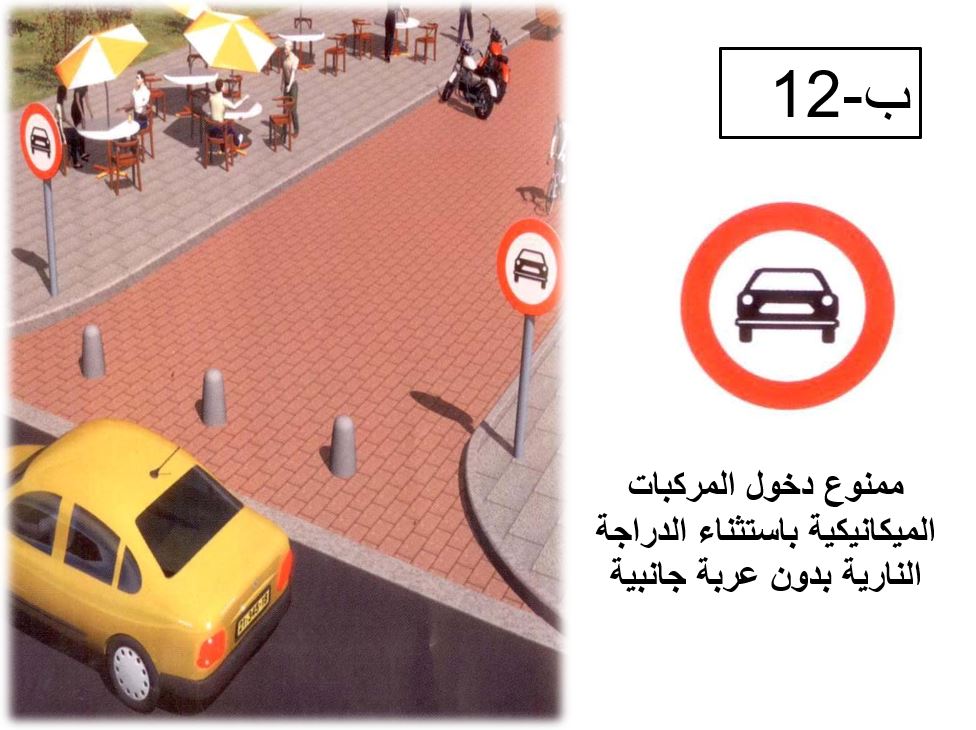 ب-12
ممنوع دخول المركبات
الميكانيكية باستثناء الدراجة
النارية بدون عربة جانبية